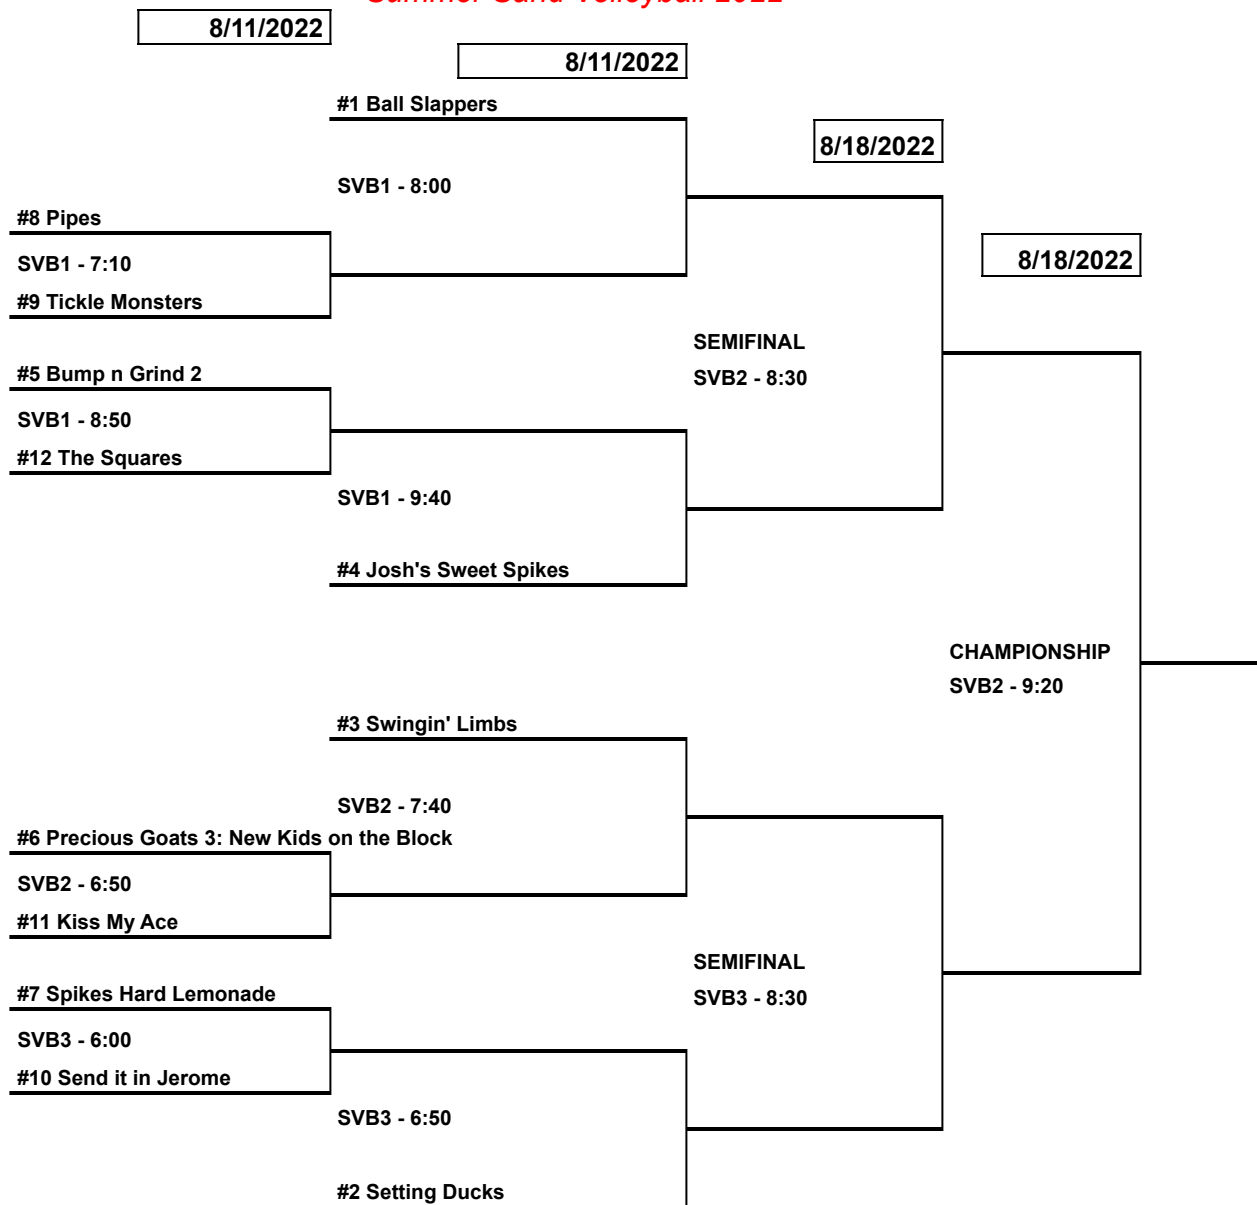 Summer Sand Volleyball 2022
8/11/2022
8/11/2022
#1 Ball Slappers
8/18/2022
SVB1 - 8:00
#8 Pipes
8/18/2022
SVB1 - 7:10
#9 Tickle Monsters
SEMIFINAL
#5 Bump n Grind 2
SVB2 - 8:30
SVB1 - 8:50
#12 The Squares
SVB1 - 9:40
#4 Josh's Sweet Spikes
CHAMPIONSHIP
SVB2 - 9:20
#3 Swingin' Limbs
SVB2 - 7:40
#6 Precious Goats 3: New Kids on the Block
SVB2 - 6:50
#11 Kiss My Ace
SEMIFINAL
#7 Spikes Hard Lemonade
SVB3 - 8:30
SVB3 - 6:00
#10 Send it in Jerome
SVB3 - 6:50
#2 Setting Ducks